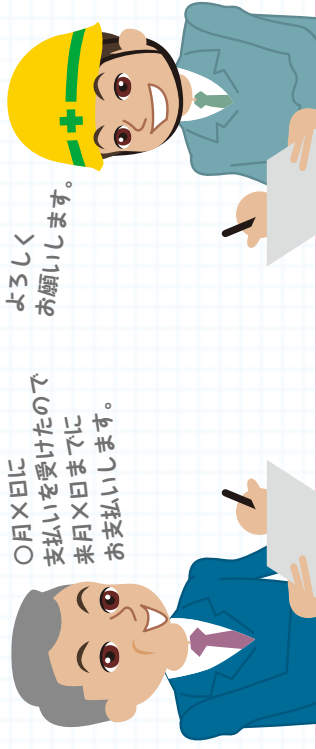 〇月×日に
支払いを受けたので
来月×日までに
お支払いします。
よろしく
お願いします。